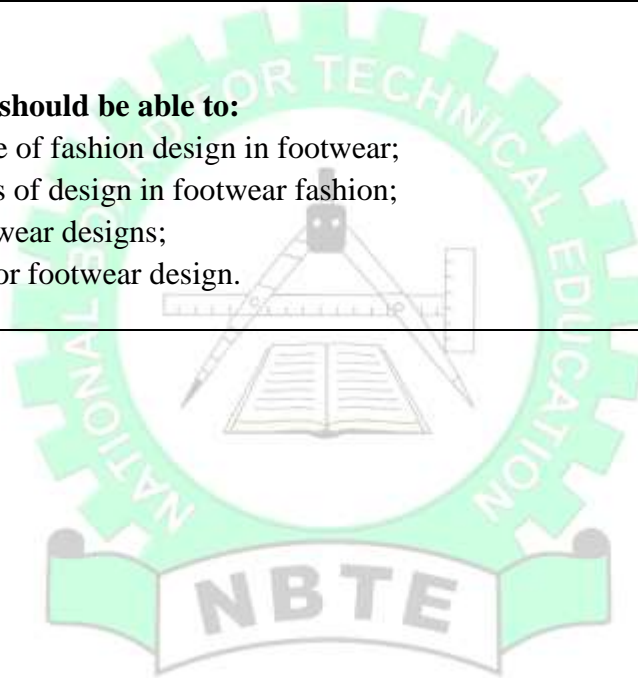 should be able to:
e of fashion design in footwear;
s of design in footwear fashion;
wear designs;
or footwear design.
NATIONAL BOARD FOR TECHNICAL EDUCATION
NBTE